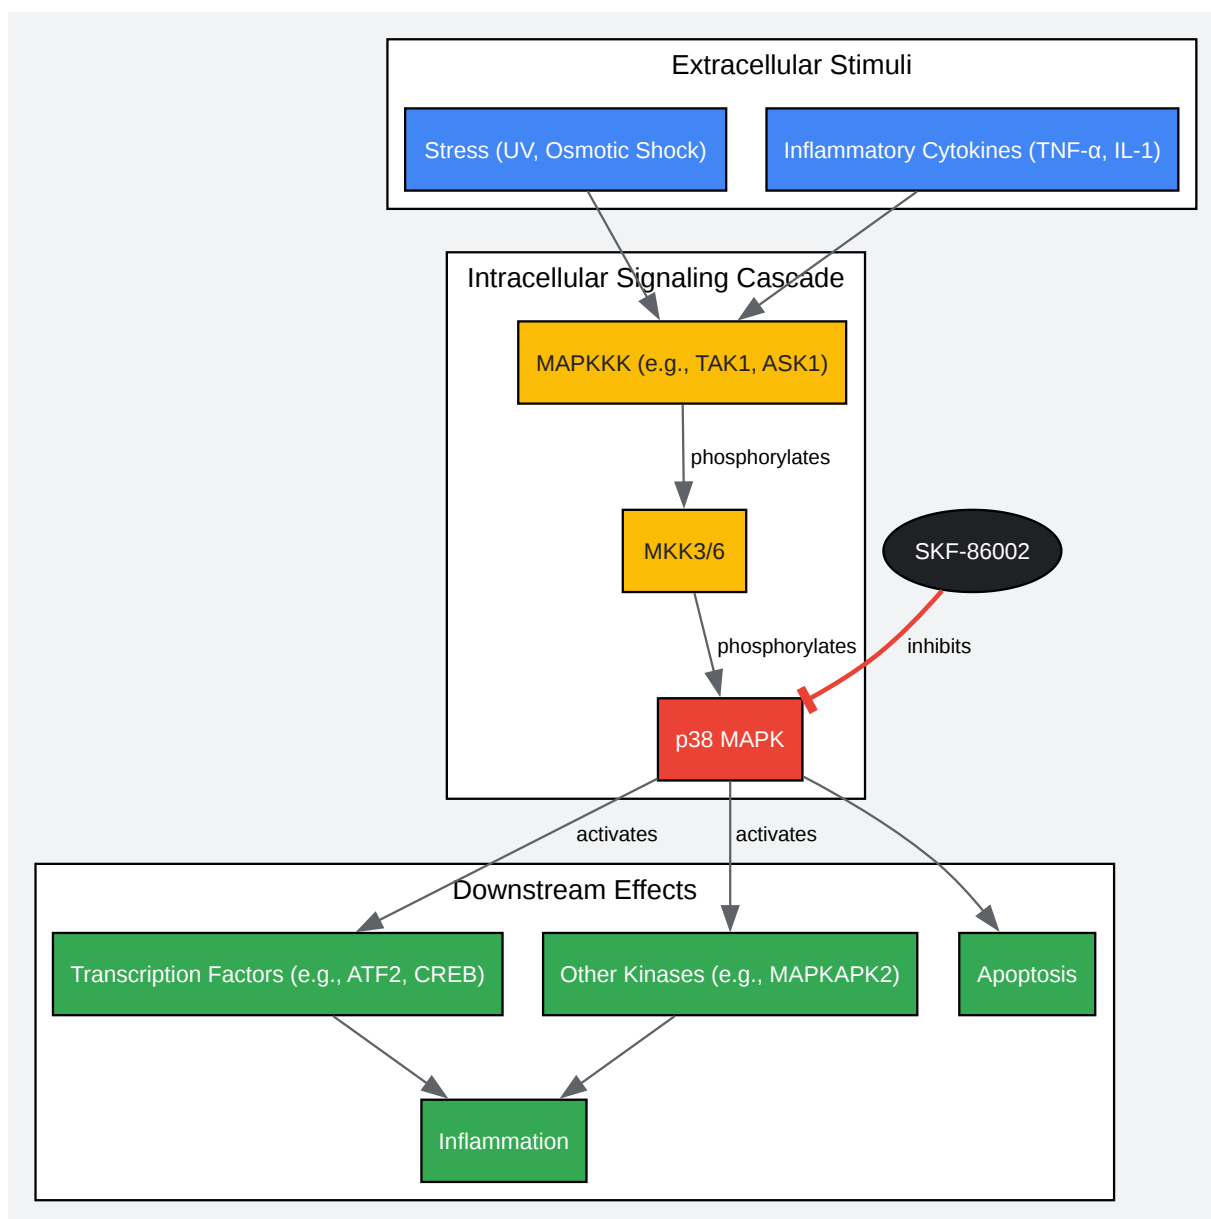 Extracellular Stimuli
Stress (UV, Osmotic Shock)
Inflammatory Cytokines (TNF-α, IL-1)
Intracellular Signaling Cascade
MAPKKK (e.g., TAK1, ASK1)
phosphorylates
MKK3/6
SKF-86002
phosphorylates
inhibits
p38 MAPK
activates
activates
Downstream Effects
Transcription Factors (e.g., ATF2, CREB)
Other Kinases (e.g., MAPKAPK2)
Apoptosis
Inflammation